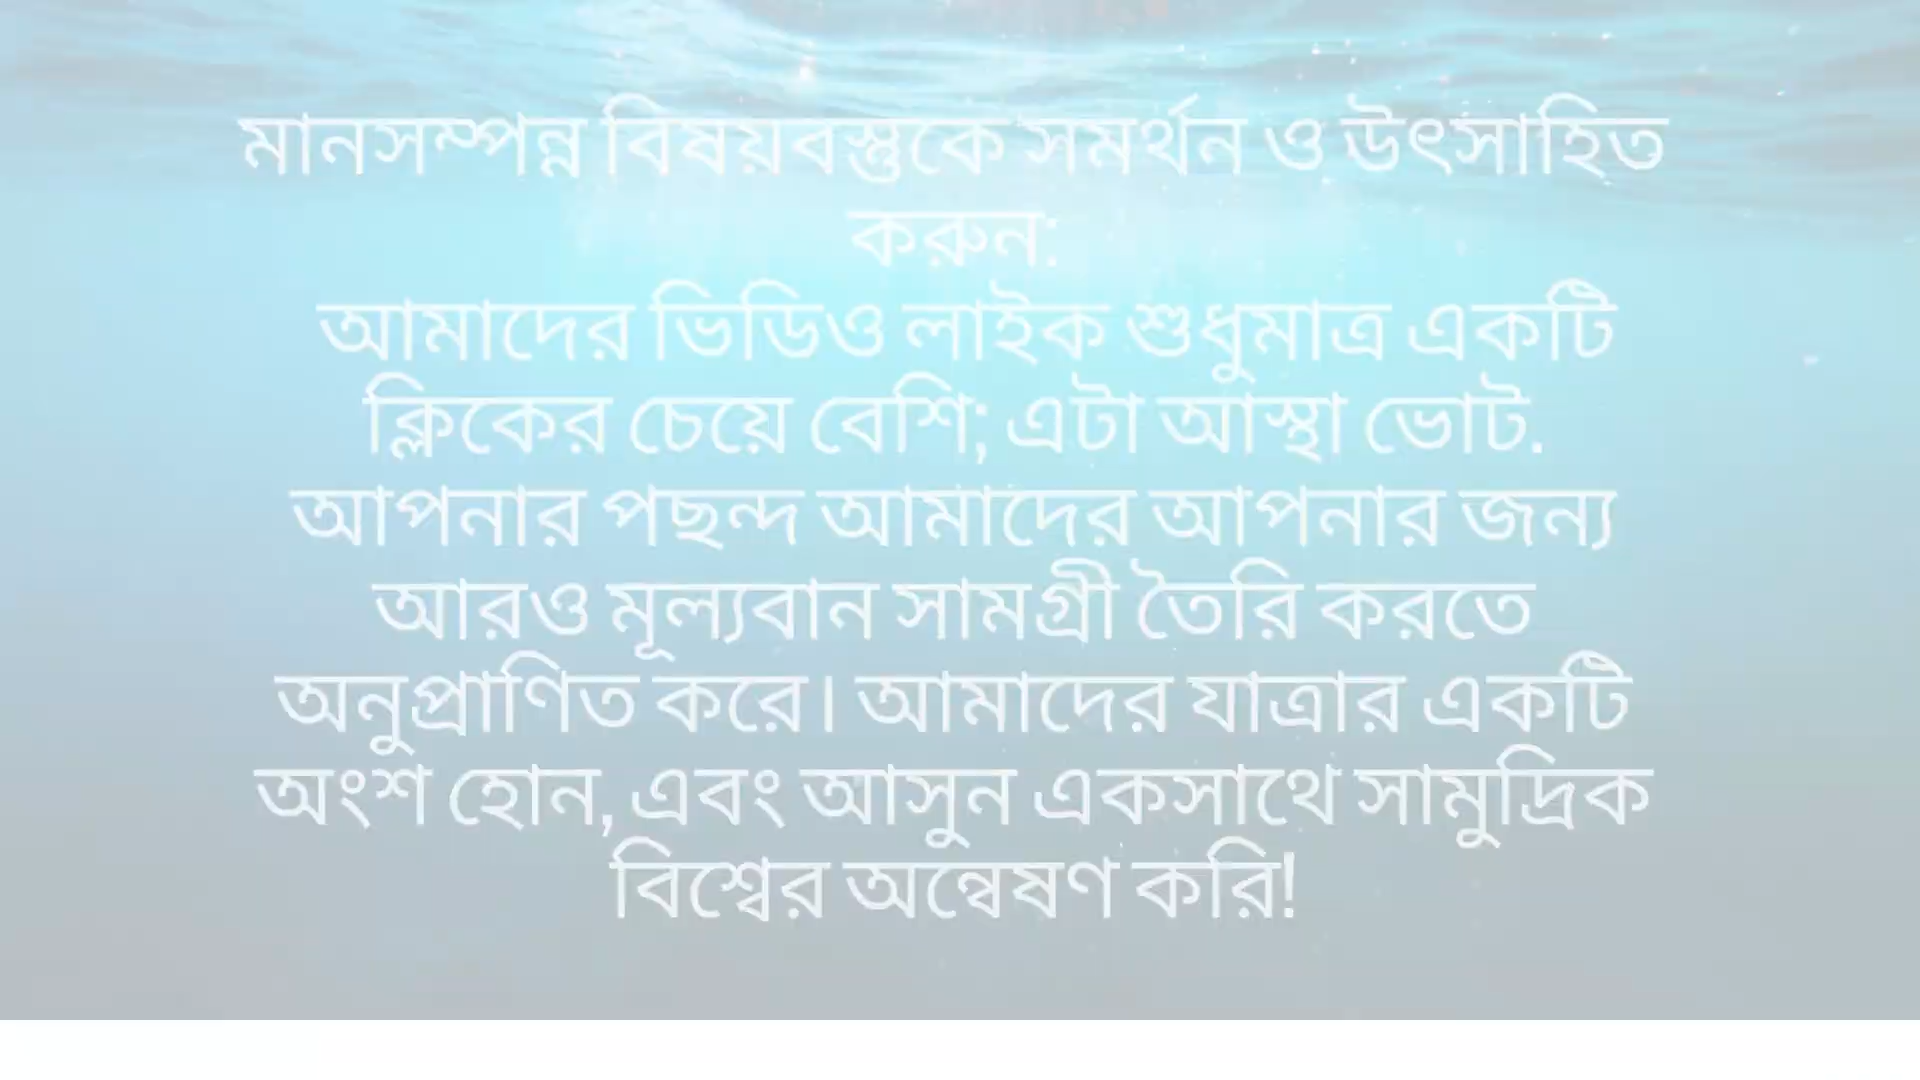 মানসম্পন্ন বিষয়বস্তুকে সমর্থন ও উৎসাহিত
করুন:
আমাদের ভিডিও লাইক শুধুমাত্র একটি
ক্লিকের চেয়ে বেশি; এটা আস্থা ভোট.
আপনার পছন্দ আমাদের আপনার জন্য
আরও মূল্যবান সামগ্রী তৈরি করতে
অনুপ্রাণিত করে। আমাদের যাত্রার একটি
অংশ হোন, এবং আসুন একসাথে সামুদ্রিক
বিশ্বের অন্বেষণ করি!